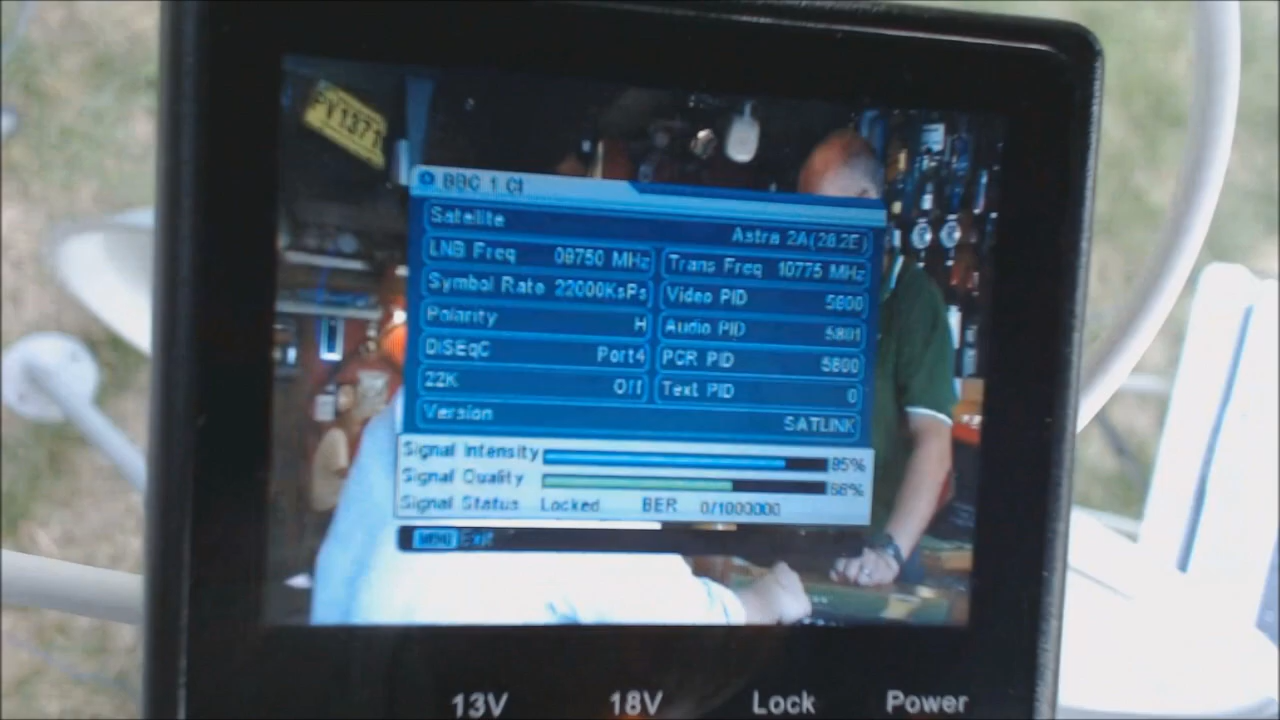 PV1371
BBC 1 CI
Satellite Astra 2A(28.2E)
LNB Freq 09750 MHz Trans Freq 10775 MHz
Symbol Rate 22000KsPs Video PID 5800
Polarity H Audio PID 5801
DiSEqC Port4 PCR PID 5800
22K Off Text PID 0
Version SATLINK
Signal Intensity 85%
Signal Quality 68%
Signal Status Locked BER 0/1000000
MENU Exit
13V 18V Lock Power